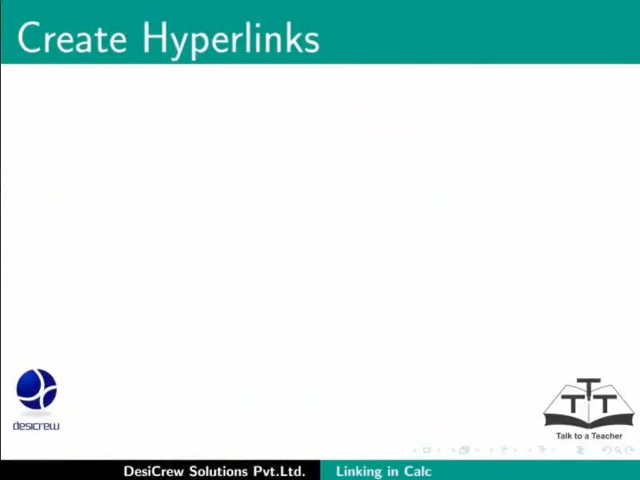 Create Hyperlinks
desicrew
T
T T
Talk to a Teacher
DesiCrew Solutions Pvt.Ltd.
Linking in Calc